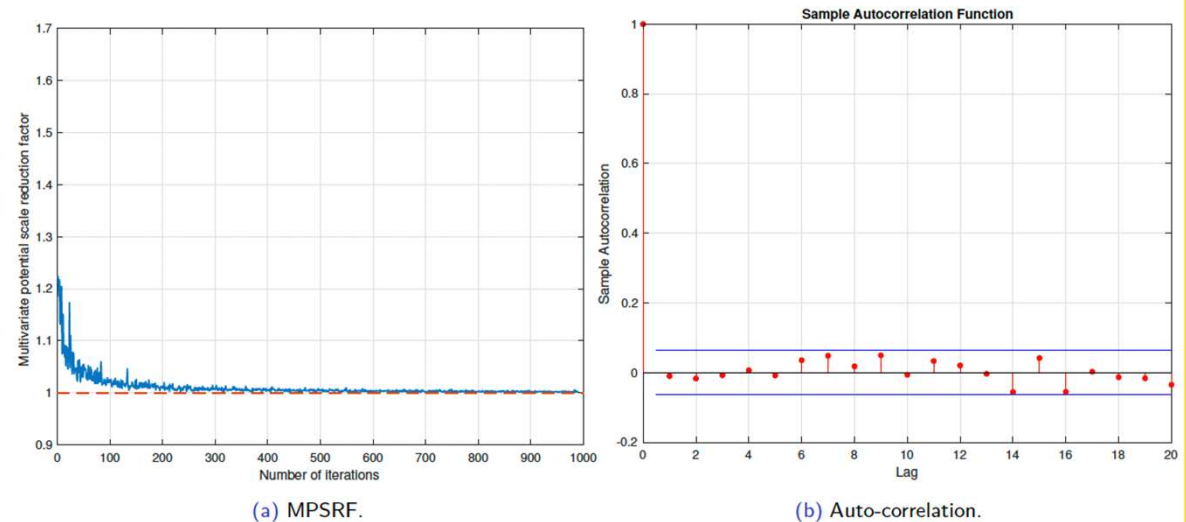 Sample Autocorrelation Function
1.7
1.6
1.5
1.4
1.3
1.2
1.1
1
0.9
Multivariate potential scale reduction factor
0 100 200 300 400 500 600 700 800 900 1000
Number of iterations
(a) MPSRF.
1
0.8
0.6
0.4
0.2
0
-0.2
Sample Autocorrelation
0 2 4 6 8 10 12 14 16 18 20
Lag
(b) Auto-correlation.